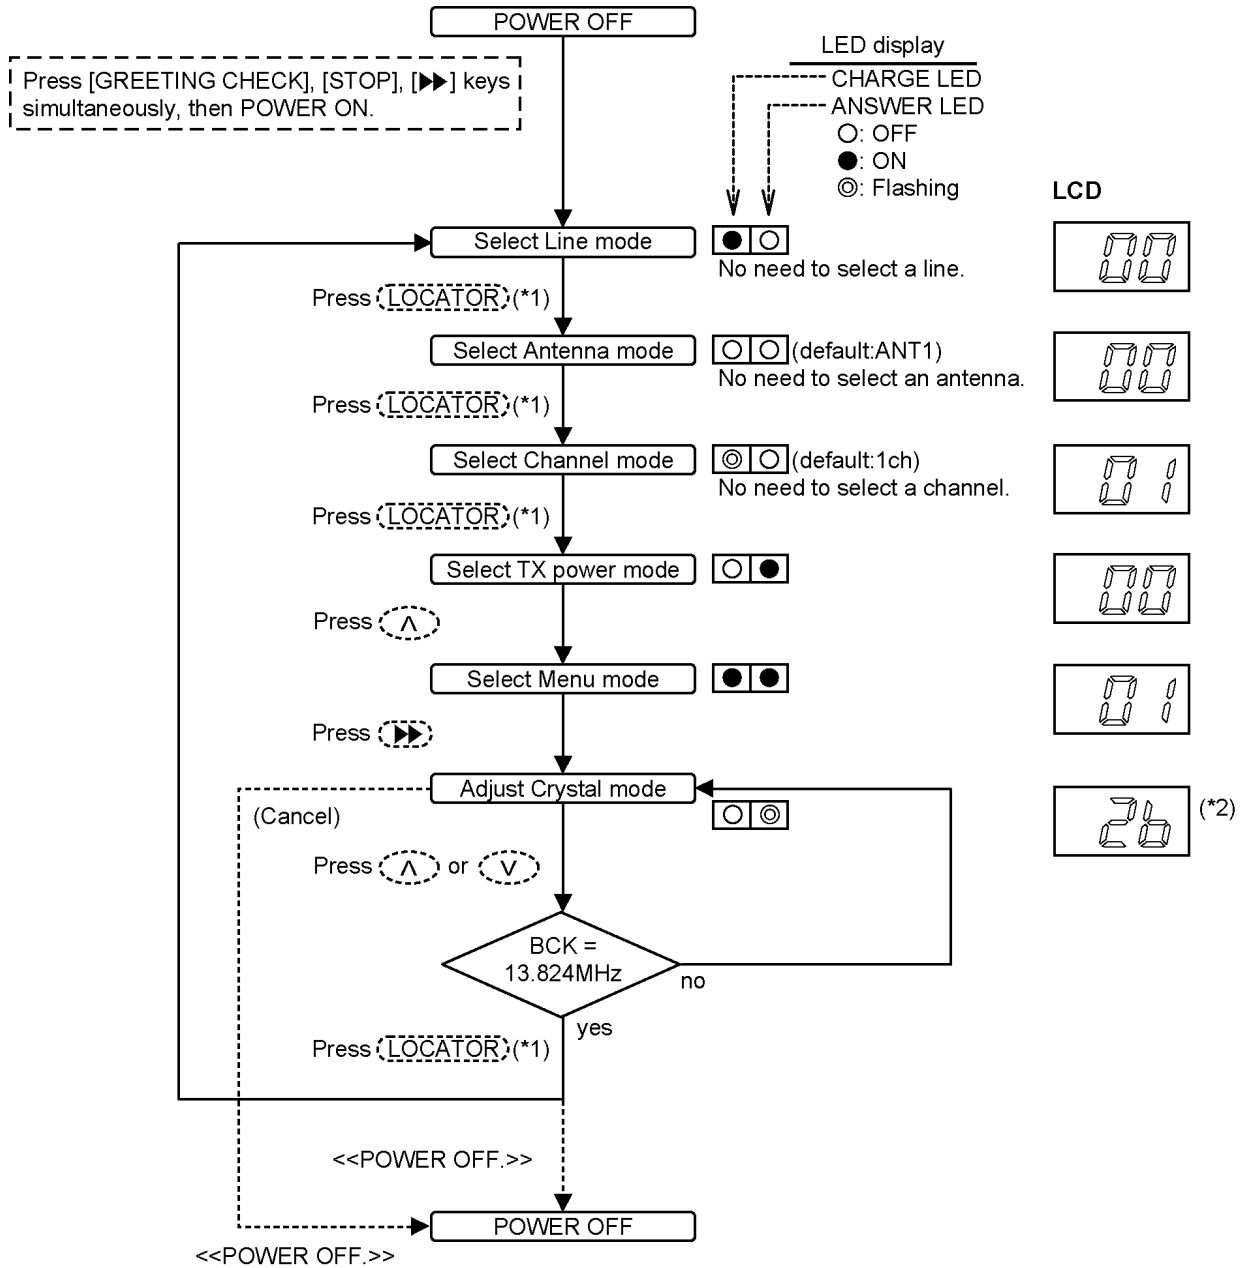 POWER OFF
Press [GREETING CHECK], [STOP], [▶▶] keys
simultaneously, then POWER ON.
LED display
CHARGE LED
ANSWER LED
○: OFF
●: ON
◎: Flashing
LCD
Select Line mode
No need to select a line.
00
Press LOCATOR (*1)
Select Antenna mode
(default:ANT1)
No need to select an antenna.
00
Press LOCATOR (*1)
Select Channel mode
(default:1ch)
No need to select a channel.
01
Press LOCATOR (*1)
Select TX power mode
00
Press ∧
Select Menu mode
01
Press ▶▶
Adjust Crystal mode
26 (*2)
(Cancel)
Press ∧ or ∨
BCK =
13.824MHz
no
yes
Press LOCATOR (*1)
<<POWER OFF.>>
POWER OFF
<<POWER OFF.>>